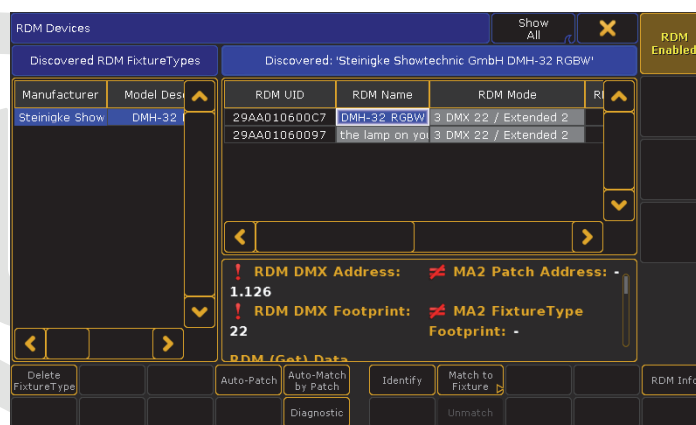 RDM Devices
Show All
RDM Enabled
Discovered RDM FixtureTypes
Discovered: 'Steinigke Showtechnic GmbH DMH-32 RGBW'
Manufacturer Model Des
Steinigke Show DMH-32
RDM UID RDM Name RDM Mode R
29AA010600C7 DMH-32 RGBW 3 DMX 22 / Extended 2
29AA01060097 the lamp on yo 3 DMX 22 / Extended 2
! RDM DMX Address: ≠ MA2 Patch Address: -
1.126
! RDM DMX Footprint: ≠ MA2 FixtureType
22 Footprint: -
RDM (Get) Data
Delete FixtureType
Auto-Patch
Auto-Match by Patch
Identify
Match to Fixture
RDM Info
Diagnostic
Unmatch